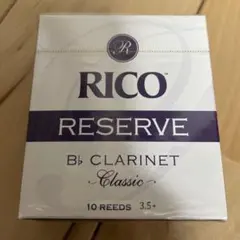 R
RICO
RESERVE
B♭ CLARINET
Classic
10 REEDS 3.5+